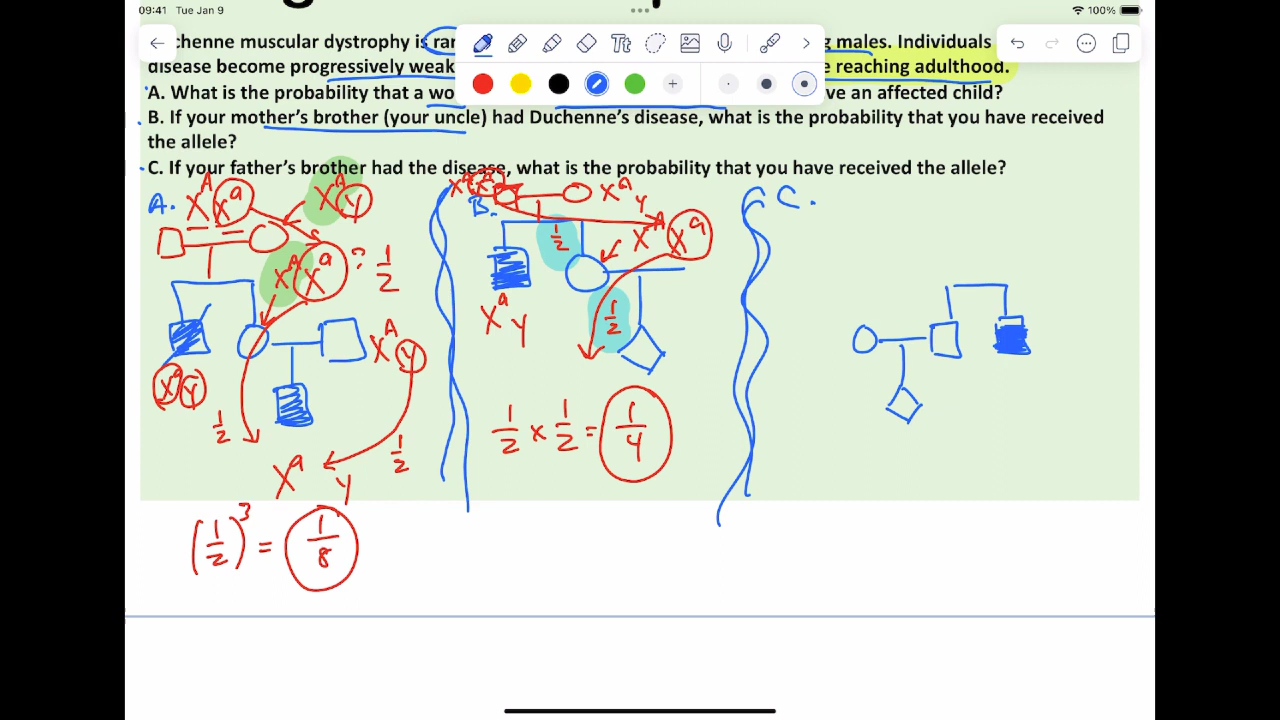 09:41 Tue Jan 9
100%
chenne muscular dystrophy is rar g males. Individuals
disease become progressively weak e reaching adulthood.
Tt
A. What is the probability that a wo ve an affected child?
B. If your mother's brother (your uncle) had Duchenne's disease, what is the probability that you have received
the allele?
C. If your father's brother had the disease, what is the probability that you have received the allele?
A. X^A X^a X^A Y
X^A X^a ? 1/2
X^A Y
X^a Y
1/2
1/2
X^a Y
(1/2)^3 = 1/8
B. X^A X^a X^a Y
1/2 X^A X^a
X^a Y
1/2
1/2 x 1/2 = 1/4
C.